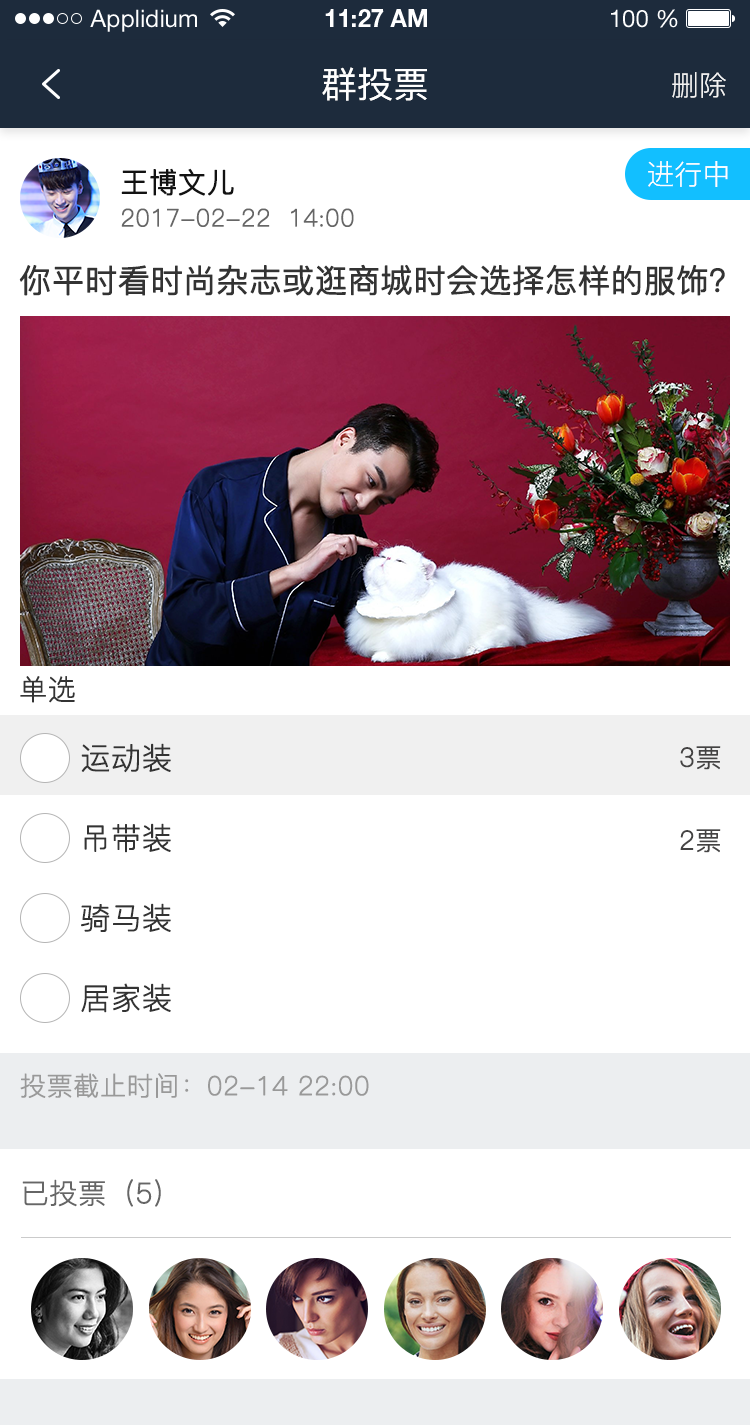 Applidium 11:27 AM 100 %
群投票 删除
王博文儿 进行中
2017-02-22 14:00
你平时看时尚杂志或逛商城时会选择怎样的服饰?
单选
运动装 3票
吊带装 2票
骑马装
居家装
投票截止时间：02-14 22:00
已投票（5）